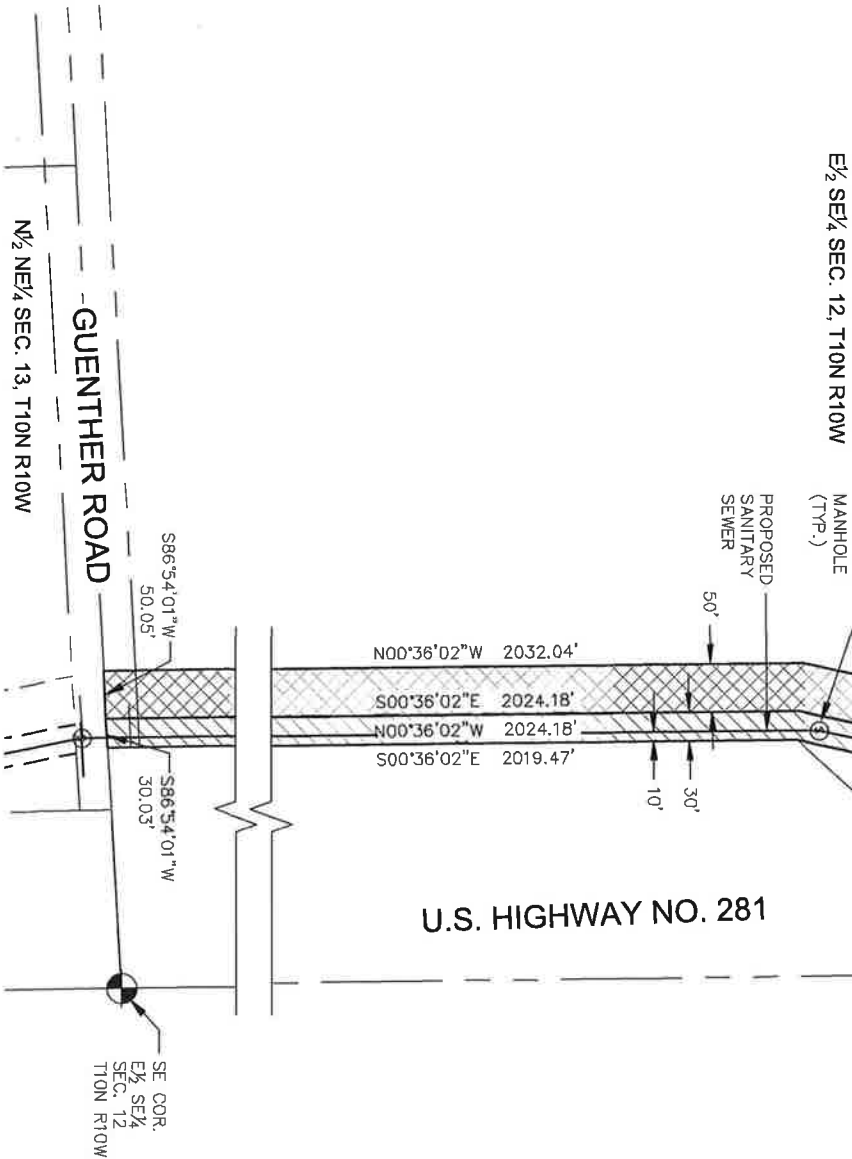 E½ SE¼ SEC. 12, T10N R10W
MANHOLE
(TYP.)
PROPOSED
SANITARY
SEWER
50'
N00°36'02"W 2032.04'
S00°36'02"E 2024.18'
N00°36'02"W 2024.18'
S00°36'02"E 2019.47'
30'
10'
S
U.S. HIGHWAY NO. 281
GUENTHER ROAD
N½ NE¼ SEC. 13, T10N R10W
S86°54'01"W
50.05'
S86°54'01"W
30.03'
SE COR.
E½ SE¼
SEC. 12
T10N R10W